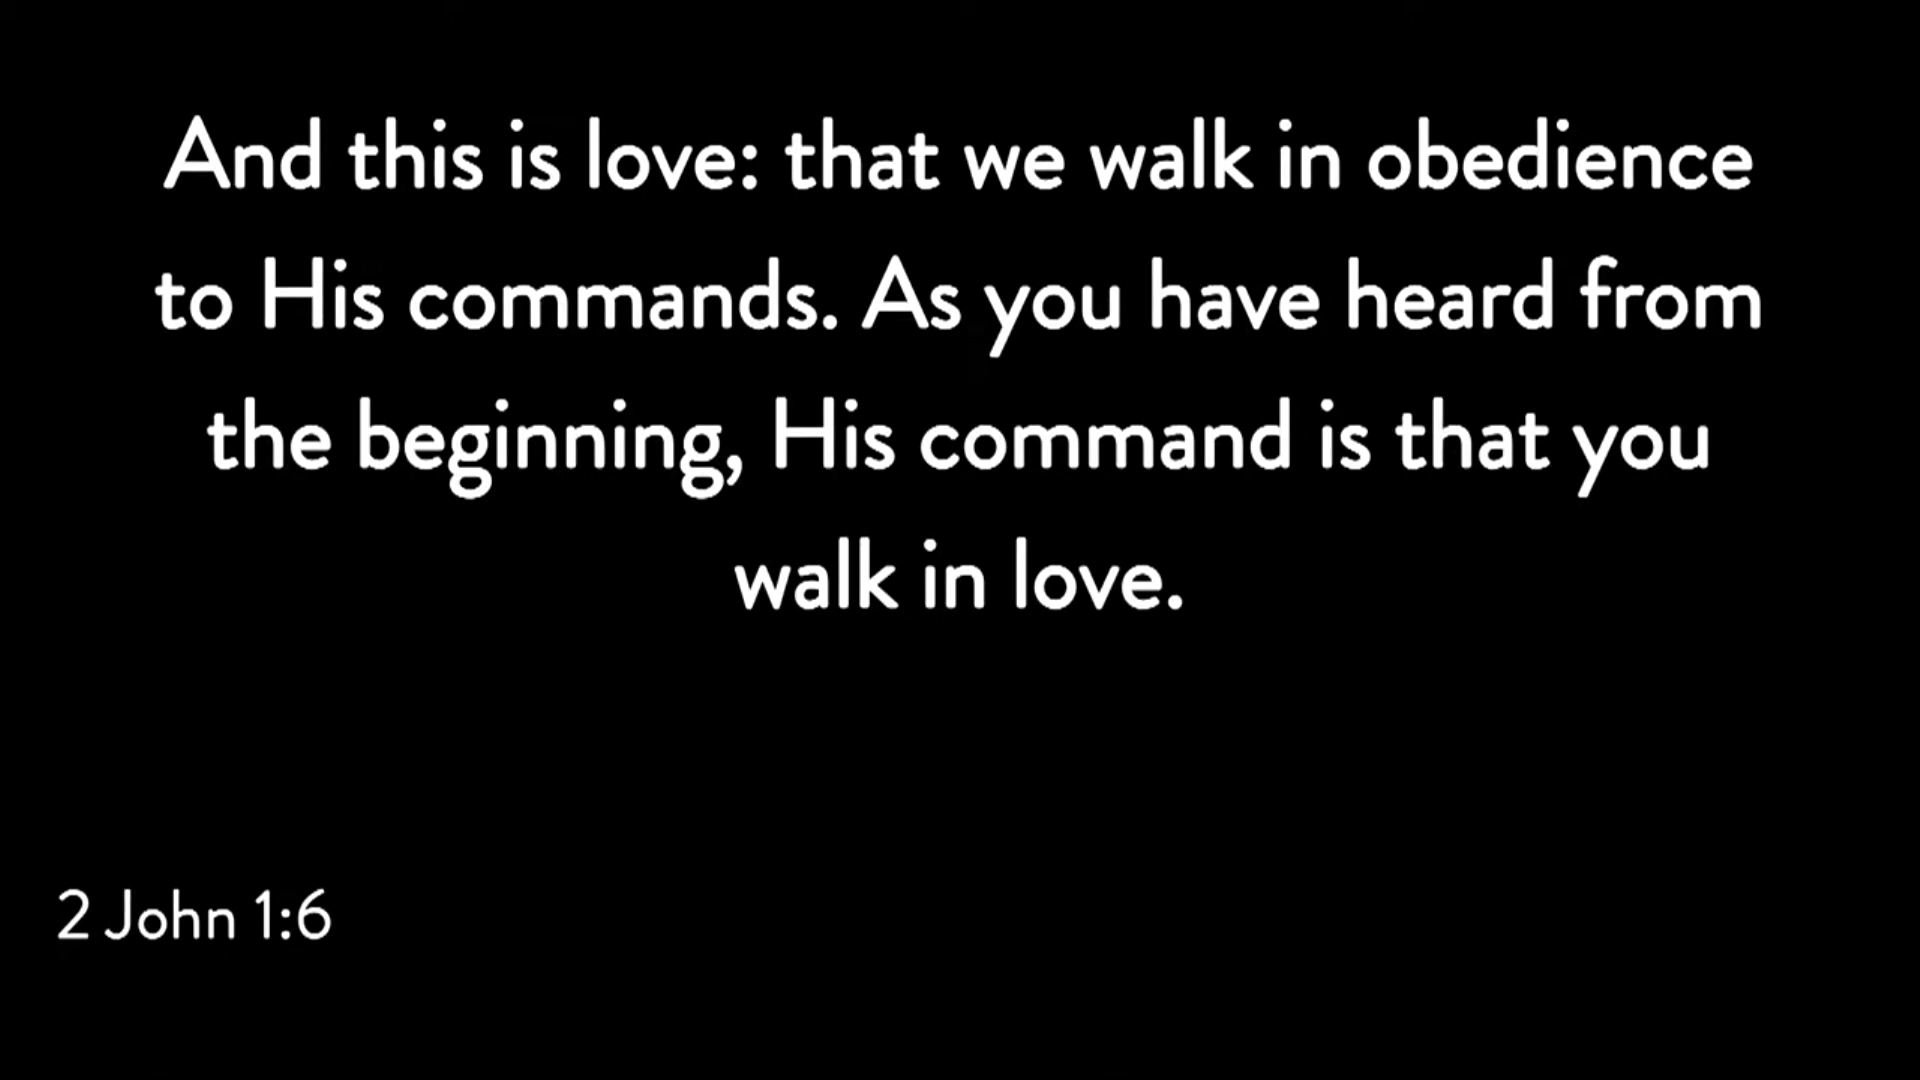 And this is love: that we walk in obedience
to His commands. As you have heard from
the beginning, His command is that you
walk in love.
2 John 1:6